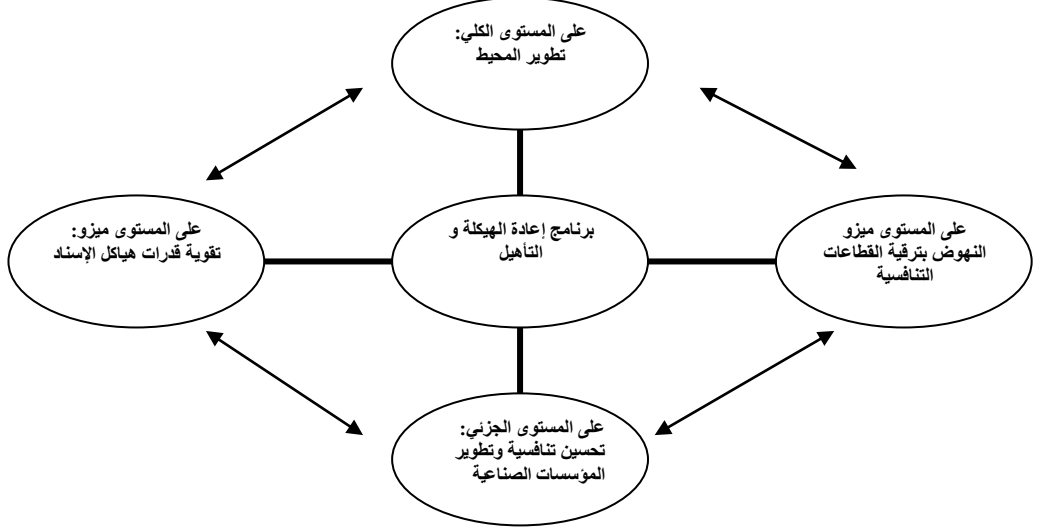 على المستوى الكلي:
تطوير المحيط
على المستوى ميزو
النهوض بترقية القطاعات
التنافسية
برنامج إعادة الهيكلة و
التأهيل
على المستوى ميزو:
تقوية قدرات هياكل الإسناد
على المستوى الجزئي:
تحسين تنافسية وتطوير
المؤسسات الصناعية